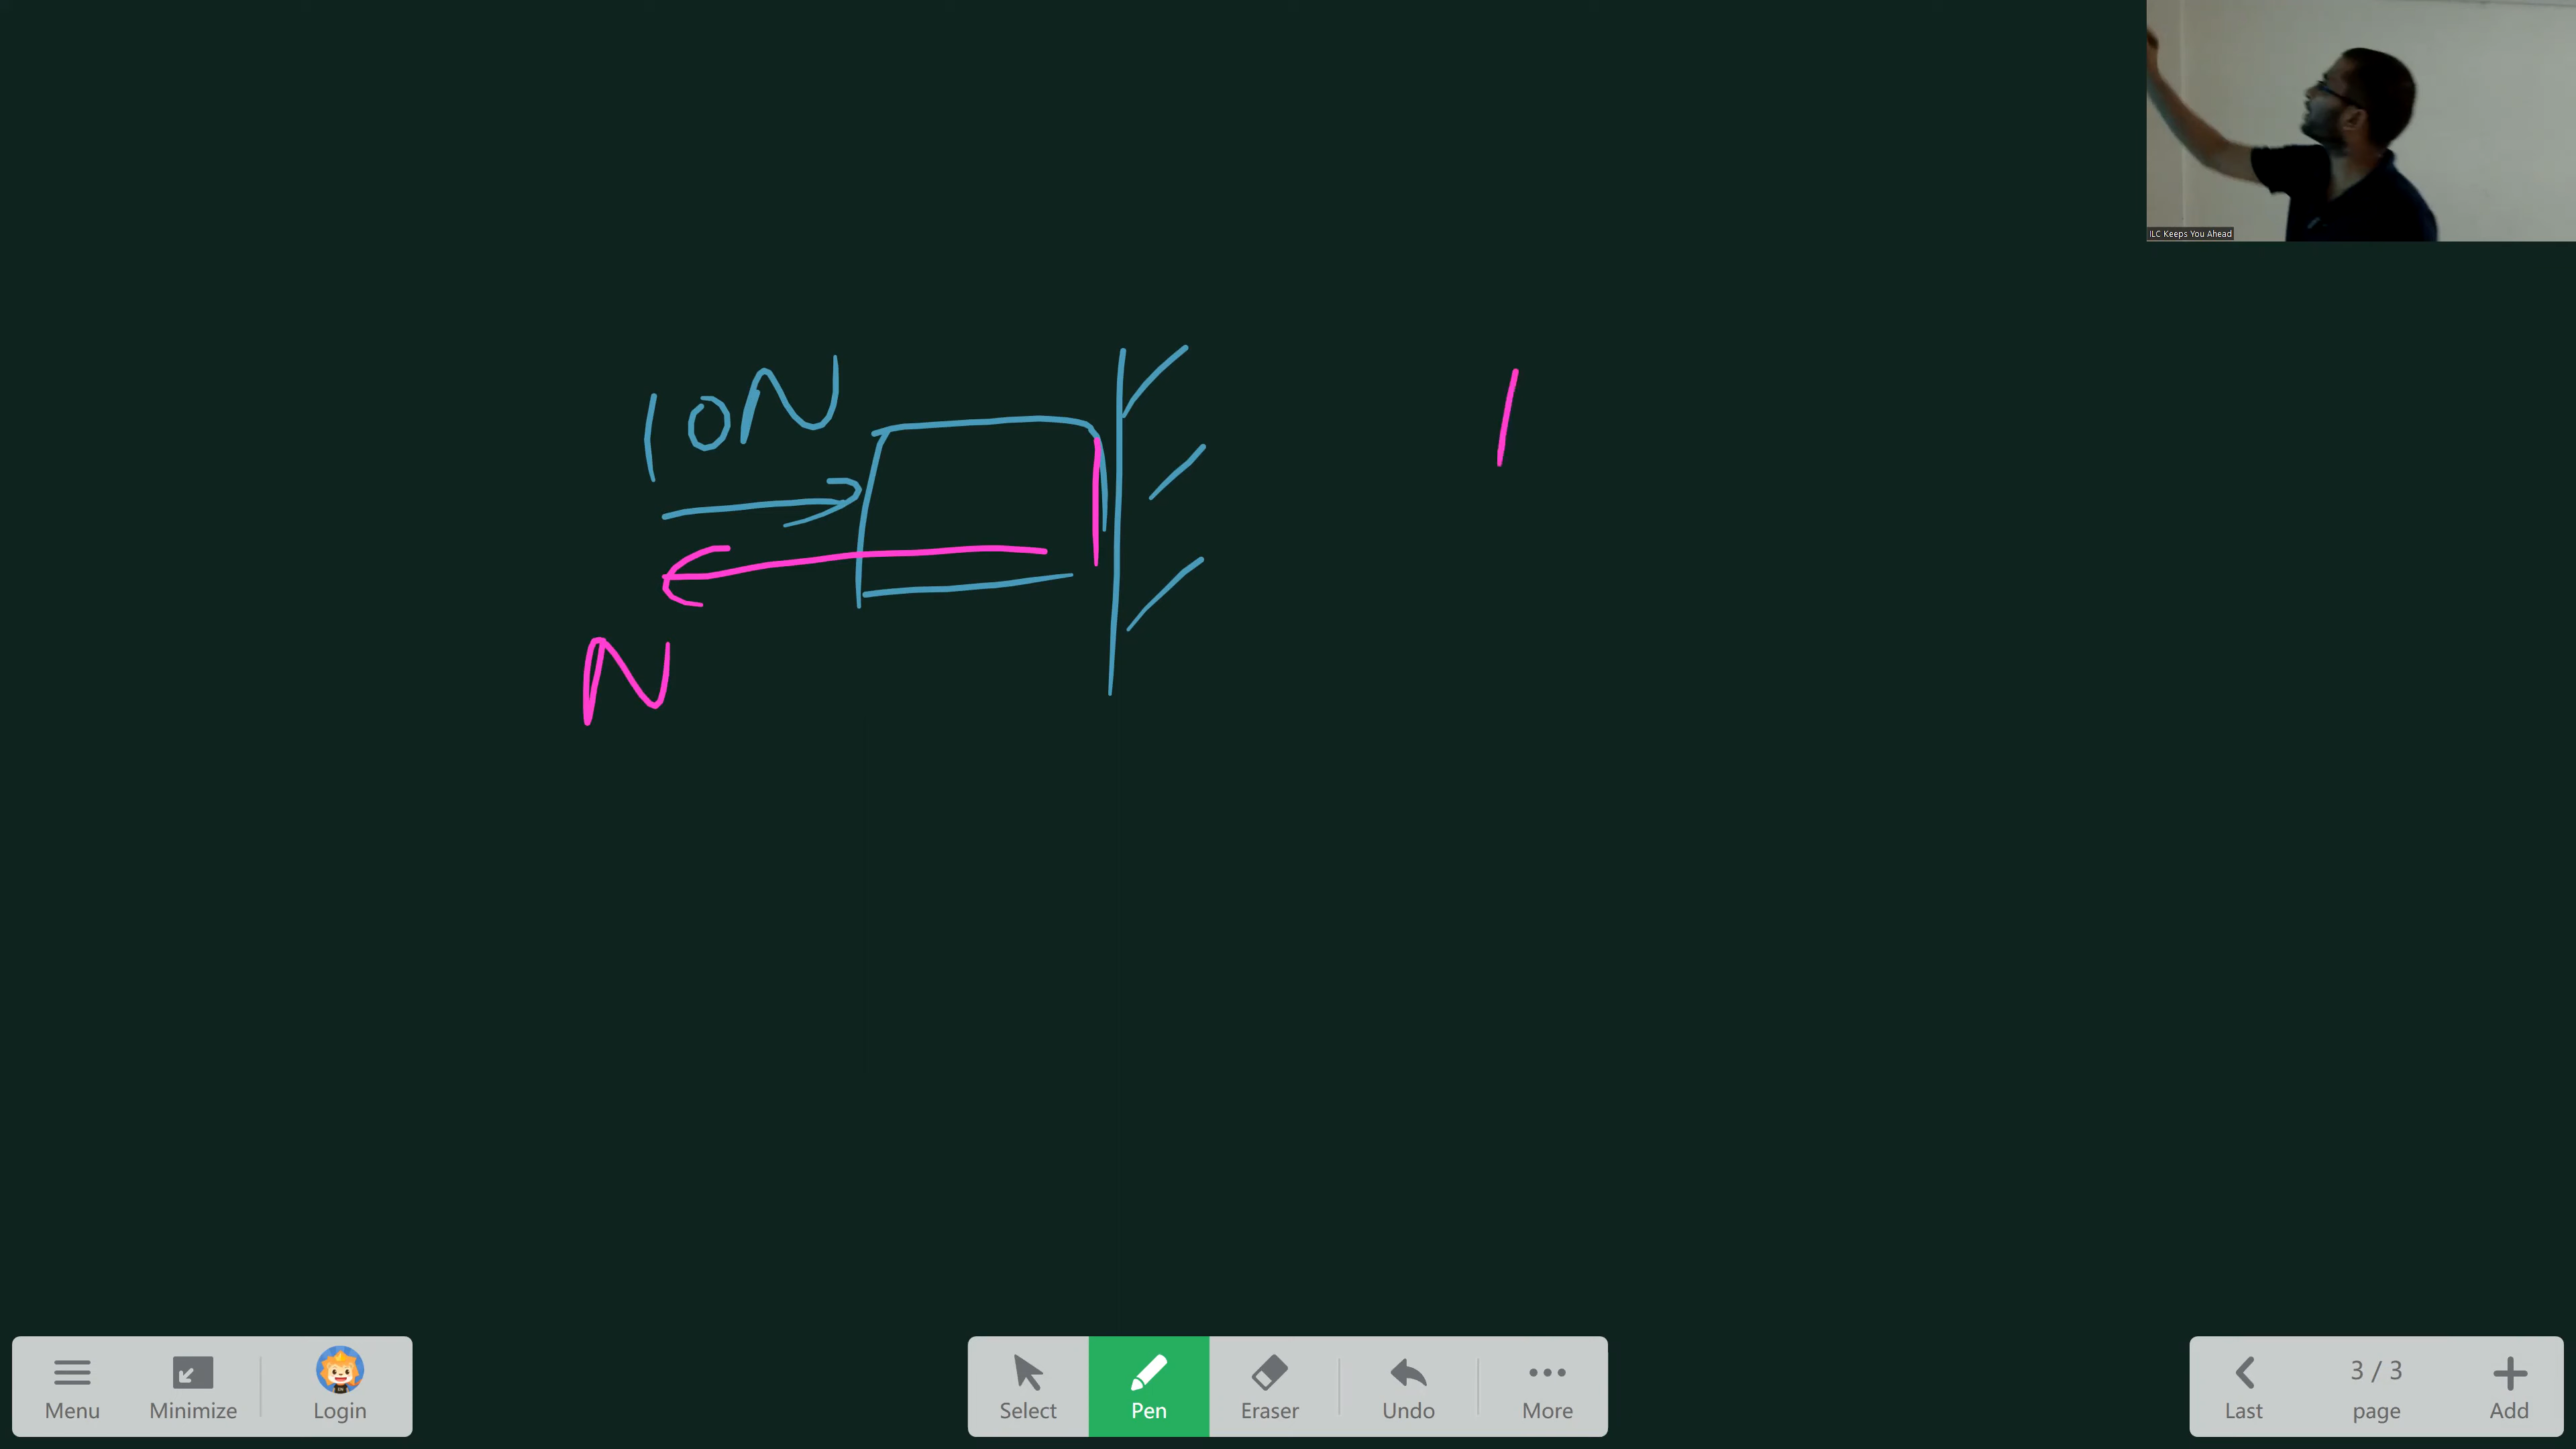 ILC Keeps You Ahead
10N
N
Menu
Minimize
Login
Select
Pen
Eraser
Undo
More
Last
3 / 3
page
Add